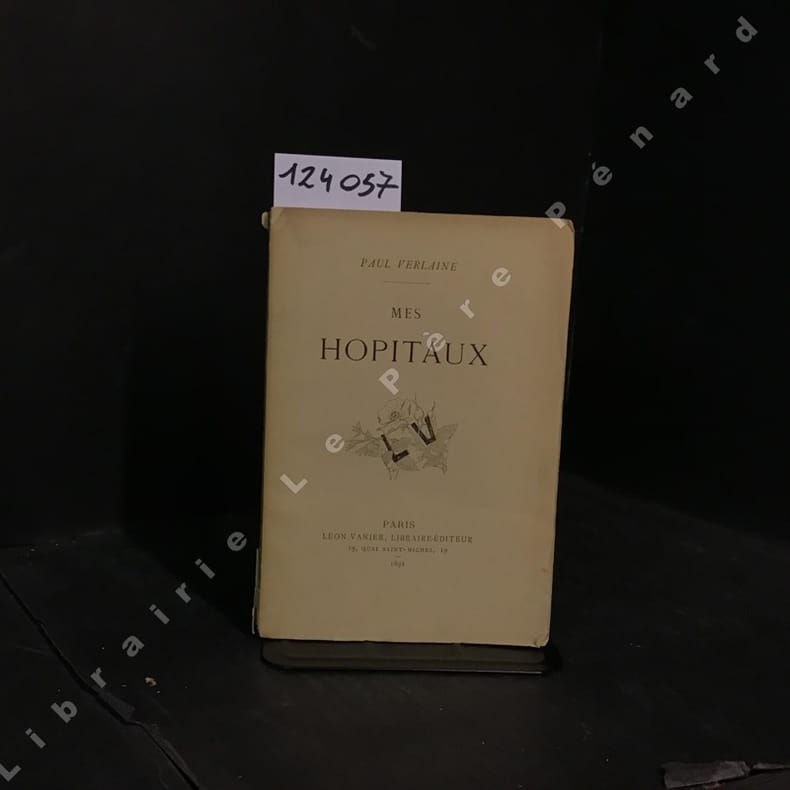 124057
PAUL VERLAINE
MES
HOPITAUX
LV
PARIS
LÉON VANIER, LIBRAIRE-ÉDITEUR
19, QUAI SAINT-MICHEL, 19
1891
Librairie Le Père Pénard